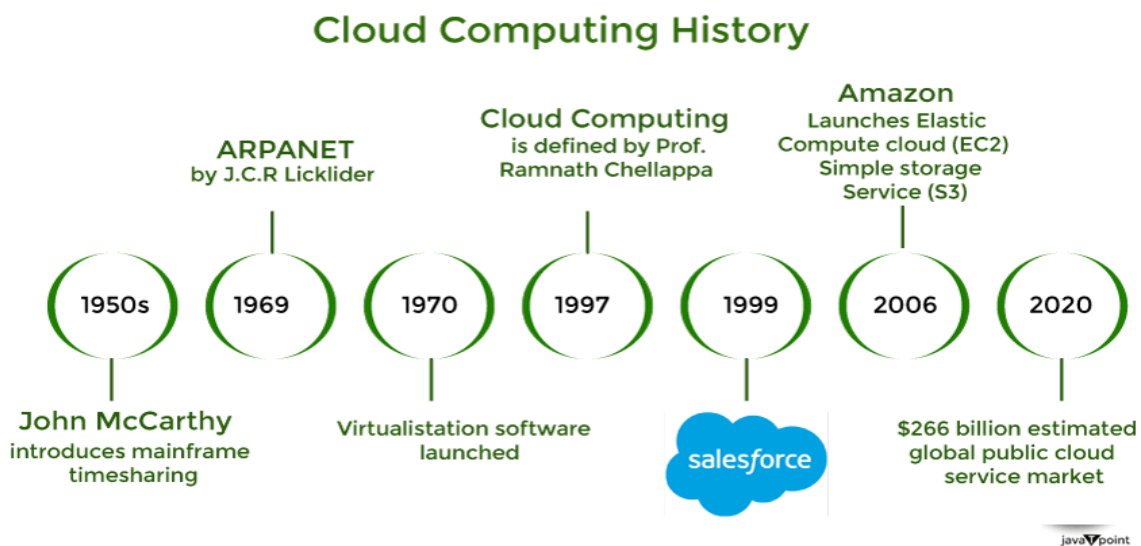 Cloud Computing History
ARPANET
by J.C.R Licklider
Cloud Computing
is defined by Prof.
Ramnath Chellappa
Amazon
Launches Elastic
Compute cloud (EC2)
Simple storage
Service (S3)
1950s
1969
1970
1997
1999
2006
2020
John McCarthy
introduces mainframe
timesharing
Virtualistation software
launched
salesforce
$266 billion estimated
global public cloud
service market
javaTpoint